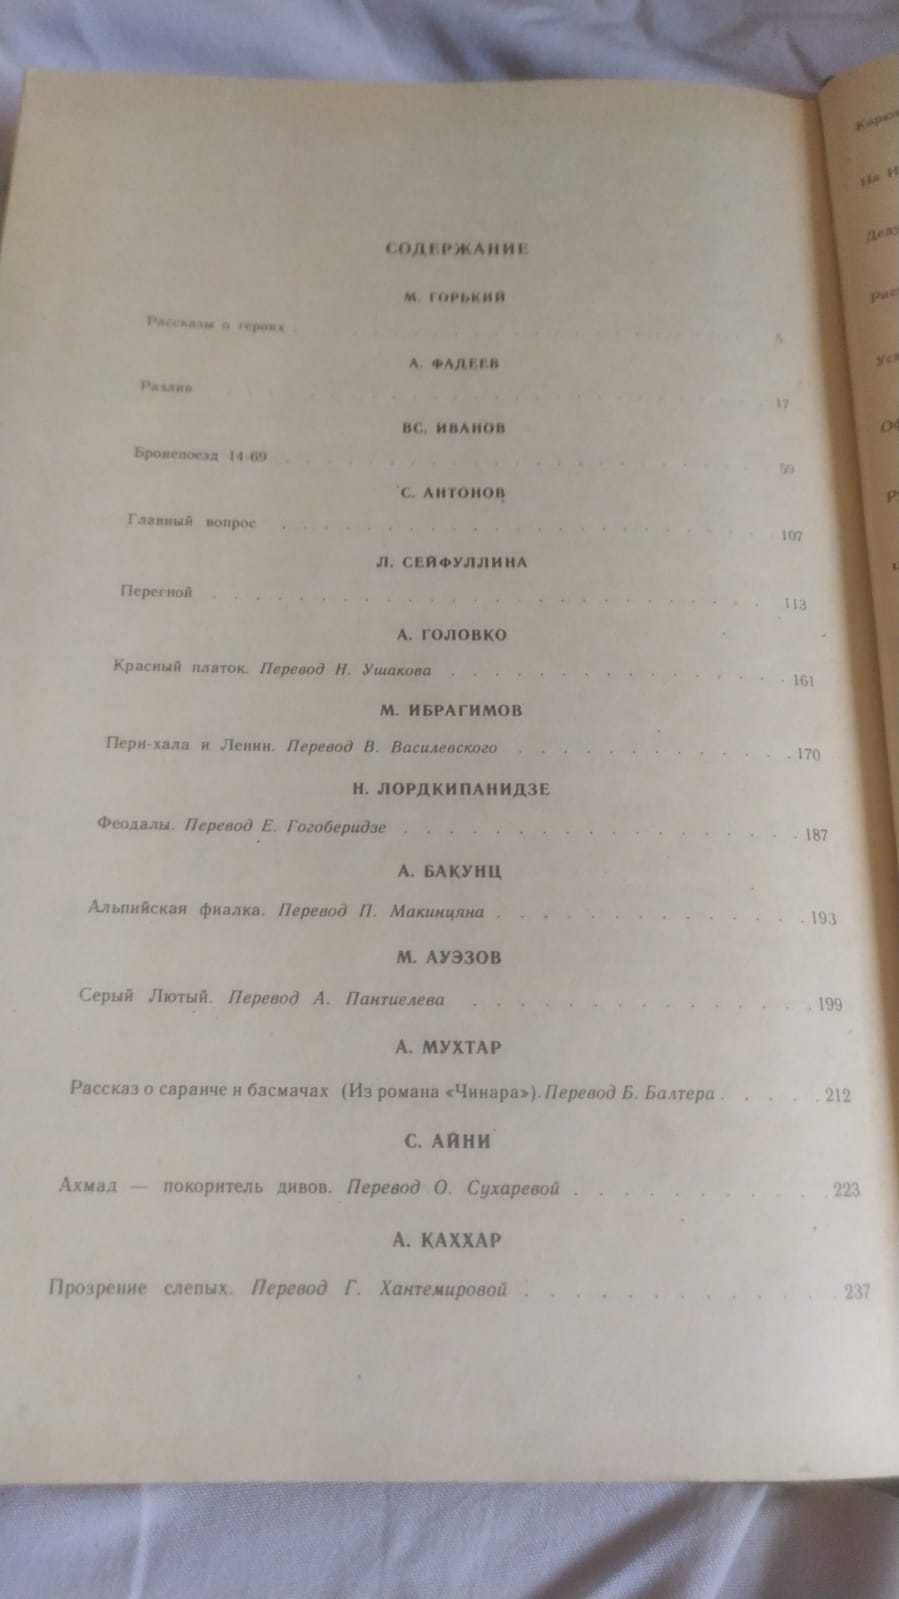 СОДЕРЖАНИЕ
М. ГОРЬКИЙ
Рассказы о героях . . . . . . . . . . . . . . . . . . . . . 5
А. ФАДЕЕВ
Разлив . . . . . . . . . . . . . . . . . . . . . . . . 17
ВС. ИВАНОВ
Бронепоезд 14-69 . . . . . . . . . . . . . . . . . . . . . 59
С. АНТОНОВ
Главный вопрос . . . . . . . . . . . . . . . . . . . . . 107
Л. СЕЙФУЛЛИНА
Перегной . . . . . . . . . . . . . . . . . . . . . . . . 113
А. ГОЛОВКО
Красный платок. Перевод Н. Ушакова . . . . . . . . . . . . . . . 161
М. ИБРАГИМОВ
Пери-хала и Ленин. Перевод В. Василевского . . . . . . . . . . . . 170
Н. ЛОРДКИПАНИДЗЕ
Феодалы. Перевод Е. Гогоберидзе . . . . . . . . . . . . . . . . 187
А. БАКУНЦ
Альпийская фиалка. Перевод П. Макинцяна . . . . . . . . . . . . . . 193
М. АУЭЗОВ
Серый Лютый. Перевод А. Пантиелева . . . . . . . . . . . . . 199
А. МУХТАР
Рассказ о саранче и басмачах (Из романа «Чинара»). Перевод Б. Балтера . . . . . 212
С. АЙНИ
Ахмад — покоритель дивов. Перевод О. Сухаревой . . . . . . . . . . . 223
А. КАХХАР
Прозрение слепых. Перевод Г. Хантемировой . . . . . . . . . . . . . 237